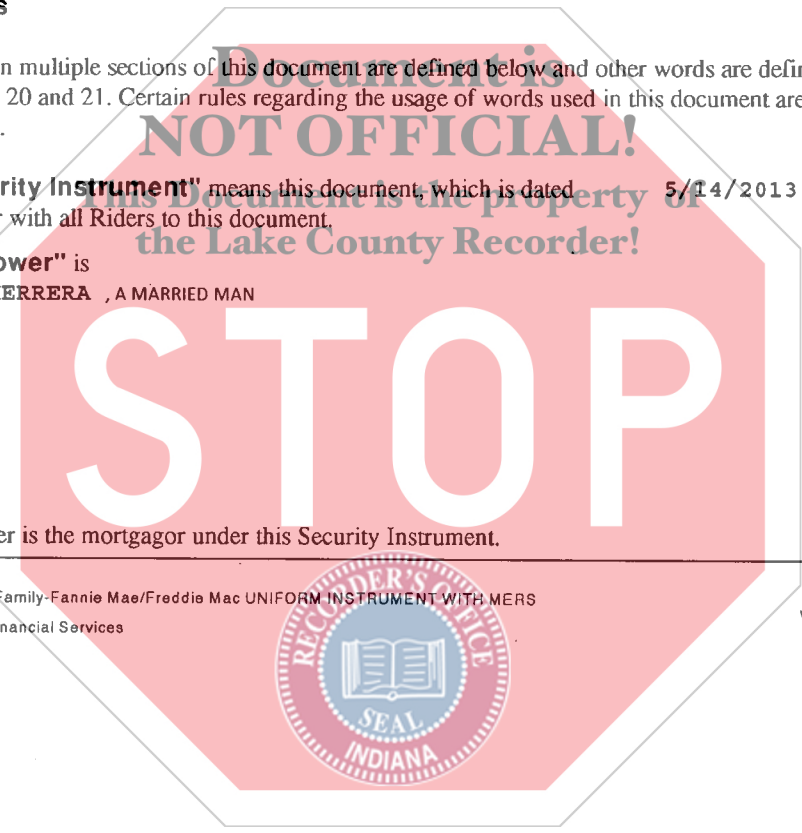 s
n multiple sections of this document are defined below and other words are defin
20 and 21. Certain rules regarding the usage of words used in this document are
.
rity Instrument" means this document, which is dated 5/14/2013
r with all Riders to this document.
ower" is
ERRERA , A MARRIED MAN
er is the mortgagor under this Security Instrument.
Family-Fannie Mae/Freddie Mac UNIFORM INSTRUMENT WITH MERS
nancial Services
Document is
NOT OFFICIAL!
This Document is the property of
the Lake County Recorder!
STOP
RECORDER'S OFFICE
SEAL
INDIANA